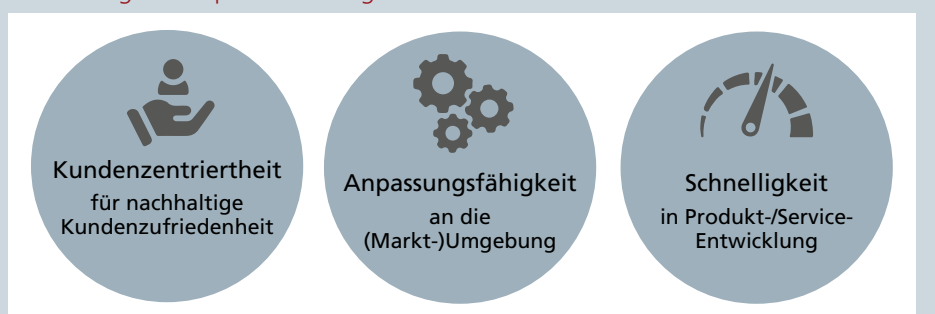 Kundenzentriertheit
für nachhaltige
Kundenzufriedenheit
Anpassungsfähigkeit
an die
(Markt-)Umgebung
Schnelligkeit
in Produkt-/Service-
Entwicklung